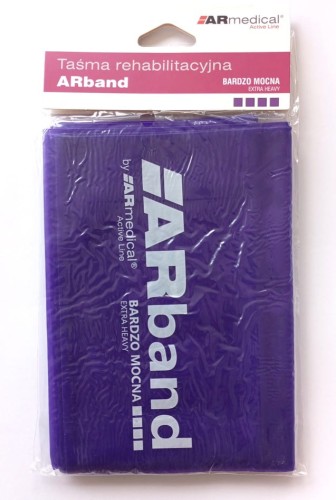 ARmedical®
Active Line
Taśma rehabilitacyjna
ARband
BARDZO MOCNA
EXTRA HEAVY
ARband
by ARmedical®
Active Line
BARDZO MOCNA
EXTRA HEAVY